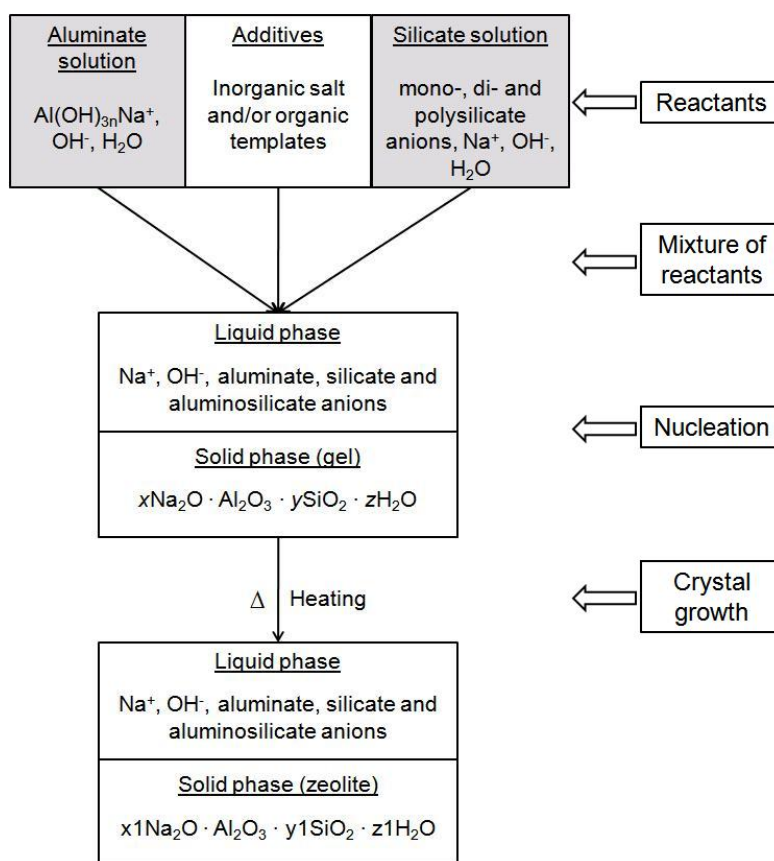 Aluminate
solution
Al(OH)₃nNa⁺,
OH⁻, H₂O
Additives
Inorganic salt
and/or organic
templates
Silicate solution
mono-, di- and
polysilicate
anions, Na⁺, OH⁻,
H₂O
Reactants
Mixture of
reactants
Liquid phase
Na⁺, OH⁻, aluminate, silicate and
aluminosilicate anions
Nucleation
Solid phase (gel)
xNa₂O · Al₂O₃ · ySiO₂ · zH₂O
Δ Heating
Crystal
growth
Liquid phase
Na⁺, OH⁻, aluminate, silicate and
aluminosilicate anions
Solid phase (zeolite)
x1Na₂O · Al₂O₃ · y1SiO₂ · z1H₂O